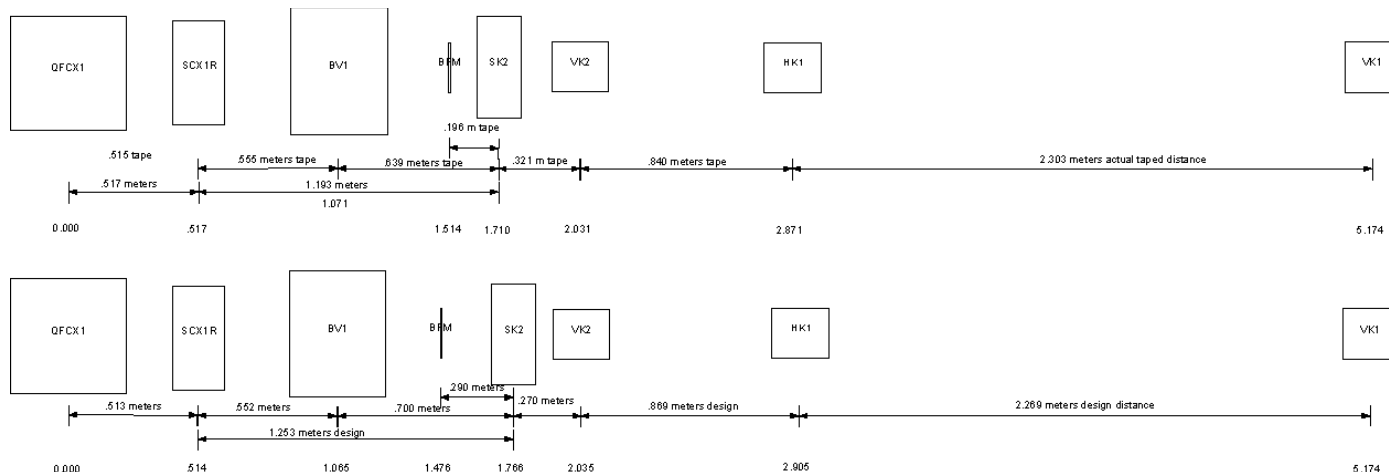 QFCX1 SCX1R BV1 BPM SK2 VK2 HK1 VK1
.196 m tape
.515 tape .555 meters tape .639 meters tape .321 m tape .840 meters tape 2.303 meters actual taped distance
.517 meters 1.193 meters
1.071
0.000 .517 1.514 1.710 2.031 2.871 5.174
QFCX1 SCX1R BV1 BPM SK2 VK2 HK1 VK1
.290 meters
.513 meters .552 meters .700 meters .270 meters .869 meters design 2.269 meters design distance
1.253 meters design
0.000 .514 1.065 1.476 1.766 2.035 2.905 5.174